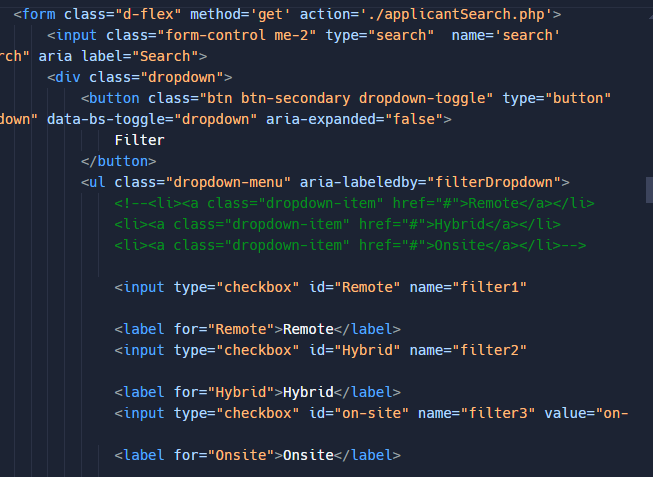 <form class="d-flex" method='get' action='./applicantSearch.php'>
<input class="form-control me-2" type="search"  name='search'
rch" aria label="Search">
<div class="dropdown">
<button class="btn btn-secondary dropdown-toggle" type="button"
down" data-bs-toggle="dropdown" aria-expanded="false">
Filter
</button>
<ul class="dropdown-menu" aria-labeledby="filterDropdown">
<!--<li><a class="dropdown-item" href="#">Remote</a></li>
<li><a class="dropdown-item" href="#">Hybrid</a></li>
<li><a class="dropdown-item" href="#">Onsite</a></li>-->
<input type="checkbox" id="Remote" name="filter1"
<label for="Remote">Remote</label>
<input type="checkbox" id="Hybrid" name="filter2"
<label for="Hybrid">Hybrid</label>
<input type="checkbox" id="on-site" name="filter3" value="on-
<label for="Onsite">Onsite</label>